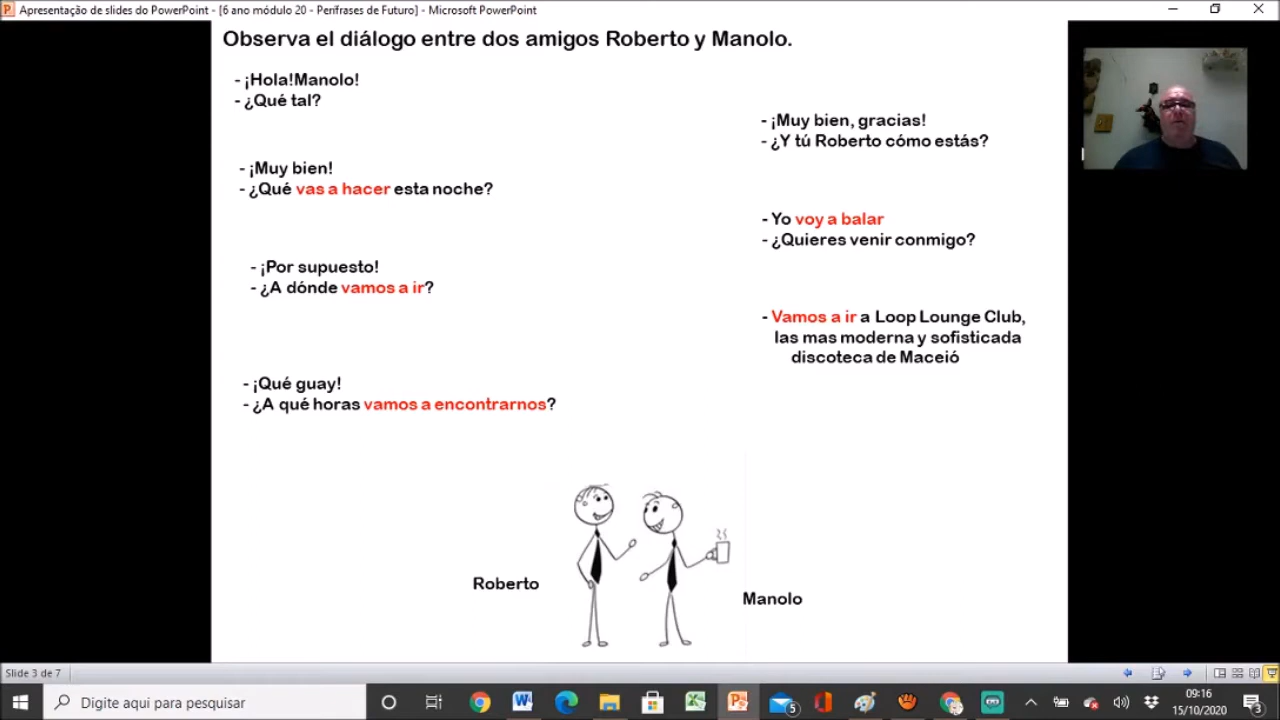 Apresentação de slides do PowerPoint - [6 ano módulo 20 - Perífrases de Futuro] - Microsoft PowerPoint
Observa el diálogo entre dos amigos Roberto y Manolo.
- ¡Hola!Manolo!
- ¿Qué tal?
- ¡Muy bien, gracias!
- ¿Y tú Roberto cómo estás?
- ¡Muy bien!
- ¿Qué vas a hacer esta noche?
- Yo voy a balar
- ¿Quieres venir conmigo?
- ¡Por supuesto!
- ¿A dónde vamos a ir?
- Vamos a ir a Loop Lounge Club,
las mas moderna y sofisticada
discoteca de Maceió
- ¡Qué guay!
- ¿A qué horas vamos a encontrarnos?
Roberto
Manolo
Slide 3 de 7
Digite aqui para pesquisar
5
09:16
15/10/2020
3